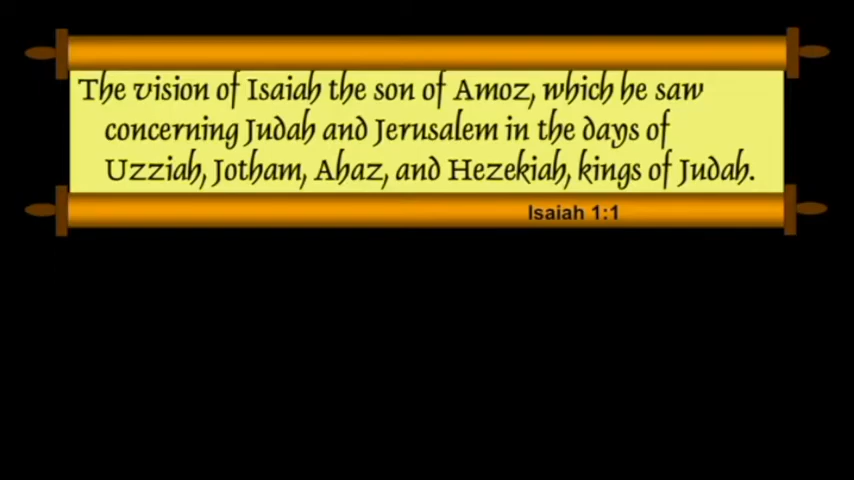 The vision of Isaiah the son of Amoz, which he saw
concerning Judah and Jerusalem in the days of
Uzziah, Jotham, Ahaz, and Hezekiah, kings of Judah.
Isaiah 1:1